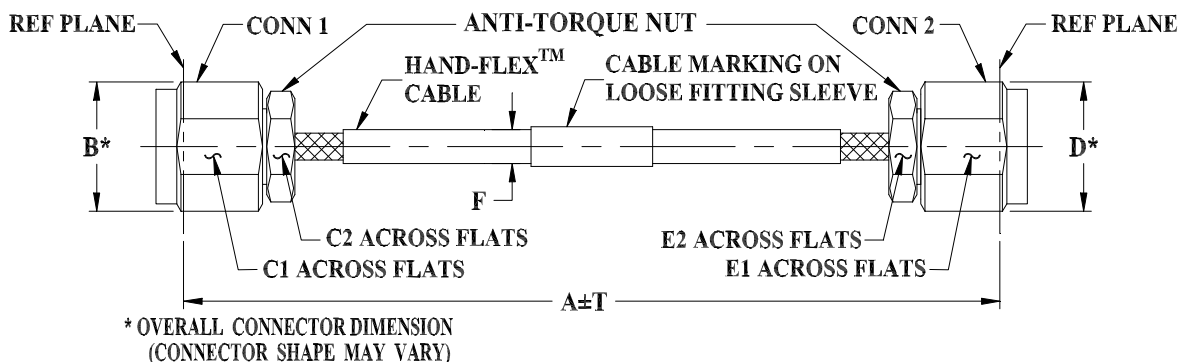 REF PLANE
CONN 1
ANTI-TORQUE NUT
CONN 2
REF PLANE
HAND-FLEX™
CABLE
CABLE MARKING ON
LOOSE FITTING SLEEVE
B*
D*
F
C2 ACROSS FLATS
E2 ACROSS FLATS
C1 ACROSS FLATS
E1 ACROSS FLATS
A±T
* OVERALL CONNECTOR DIMENSION
(CONNECTOR SHAPE MAY VARY)